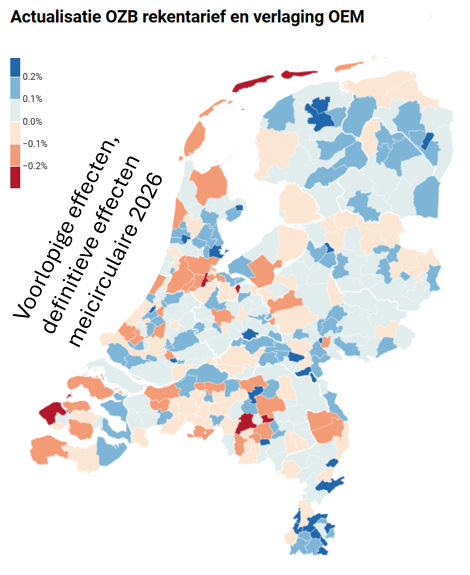 Actualisatie OZB rekentarief en verlaging OEM
0.2%
0.1%
0.0%
−0.1%
−0.2%
Voorlopige effecten,
definitieve effecten
meicirculaire 2026